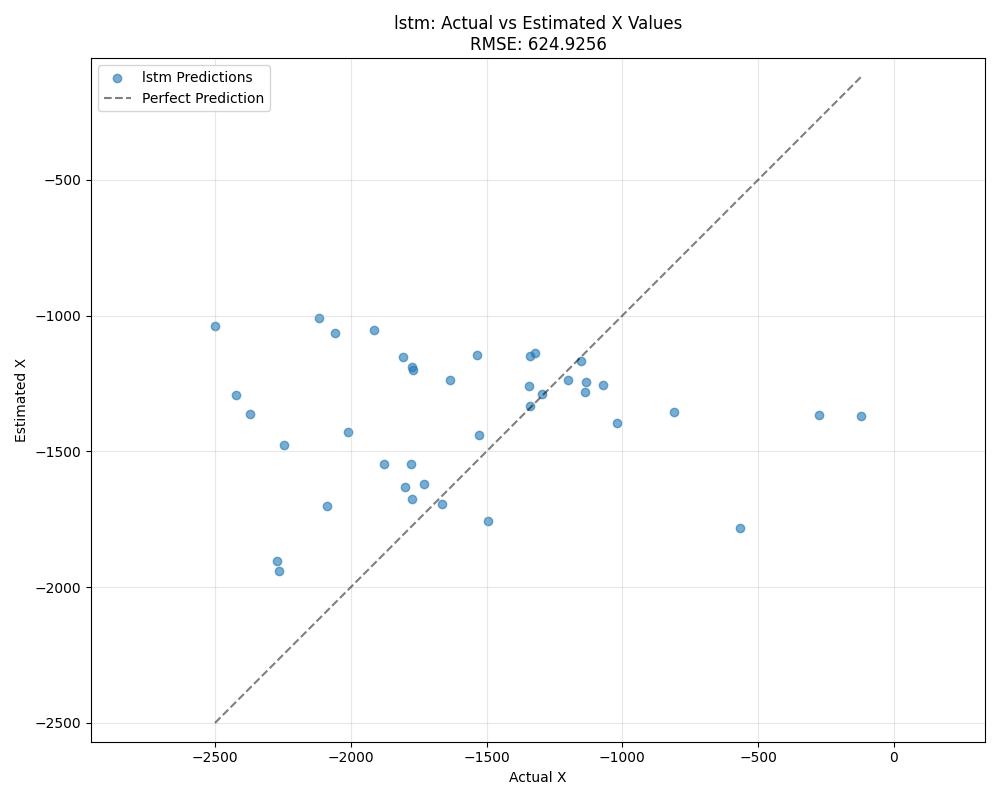 lstm: Actual vs Estimated X Values
RMSE: 624.9256
lstm Predictions
Perfect Prediction
−500
−1000
−1500
−2000
−2500
Estimated X
−2500
−2000
−1500
−1000
−500
0
Actual X